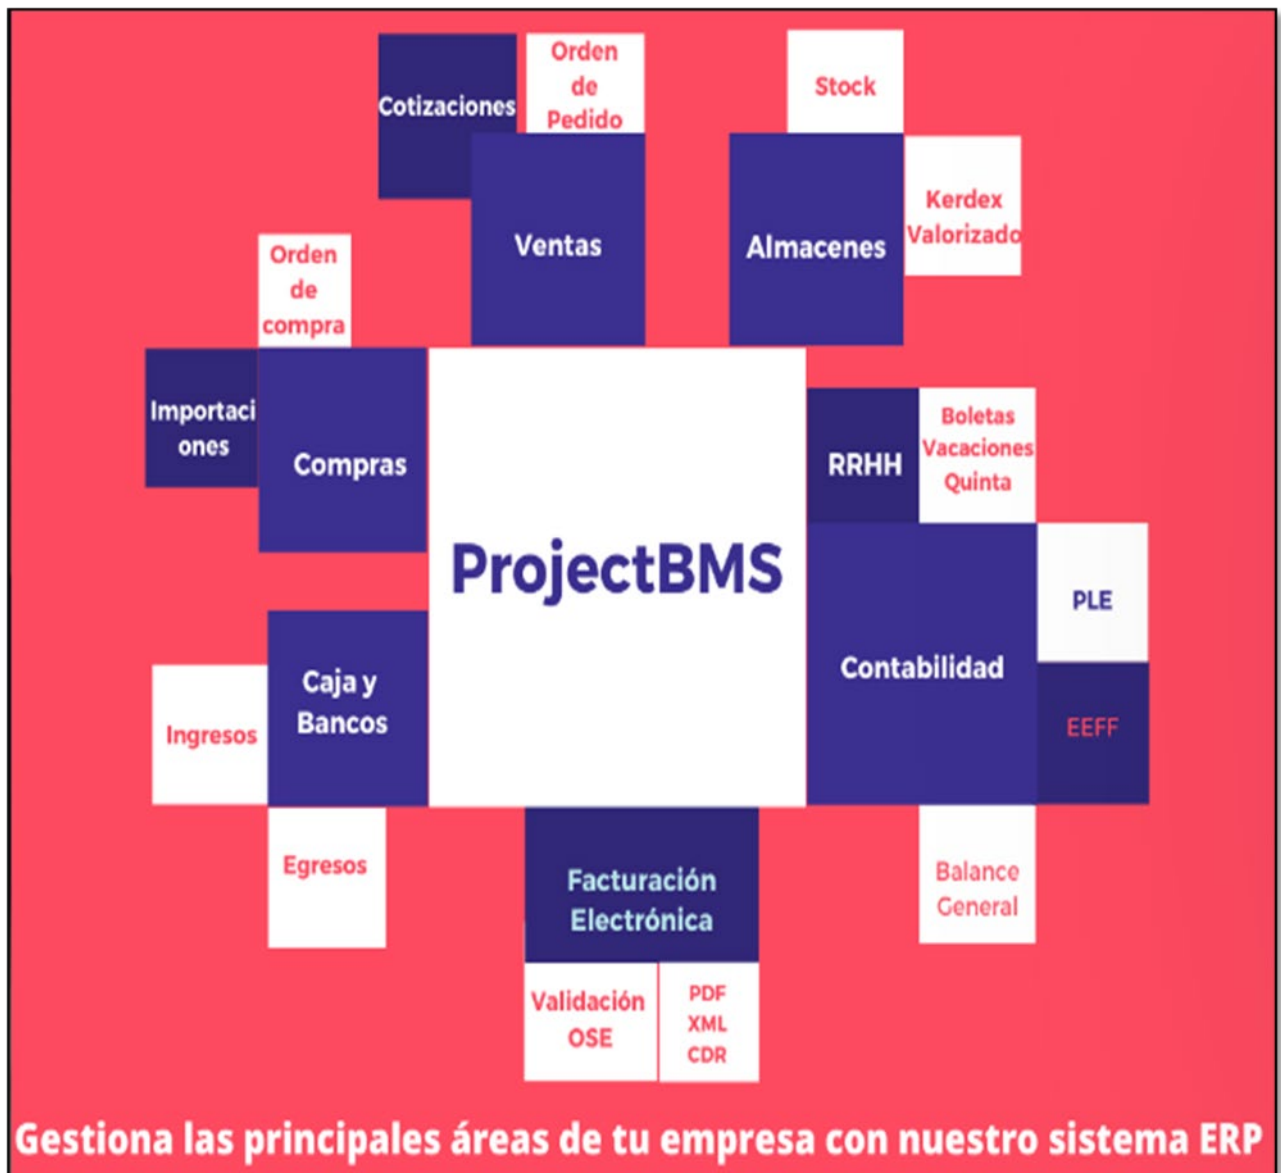 Cotizaciones
Orden
de
Pedido
Stock
Ventas
Almacenes
Kerdex
Valorizado
Orden
de
compra
Importaci
ones
Compras
RRHH
Boletas
Vacaciones
Quinta
ProjectBMS
PLE
Contabilidad
EEFF
Caja y
Bancos
Ingresos
Egresos
Facturación
Electrónica
Balance
General
Validación
OSE
PDF
XML
CDR
Gestiona las principales áreas de tu empresa con nuestro sistema ERP